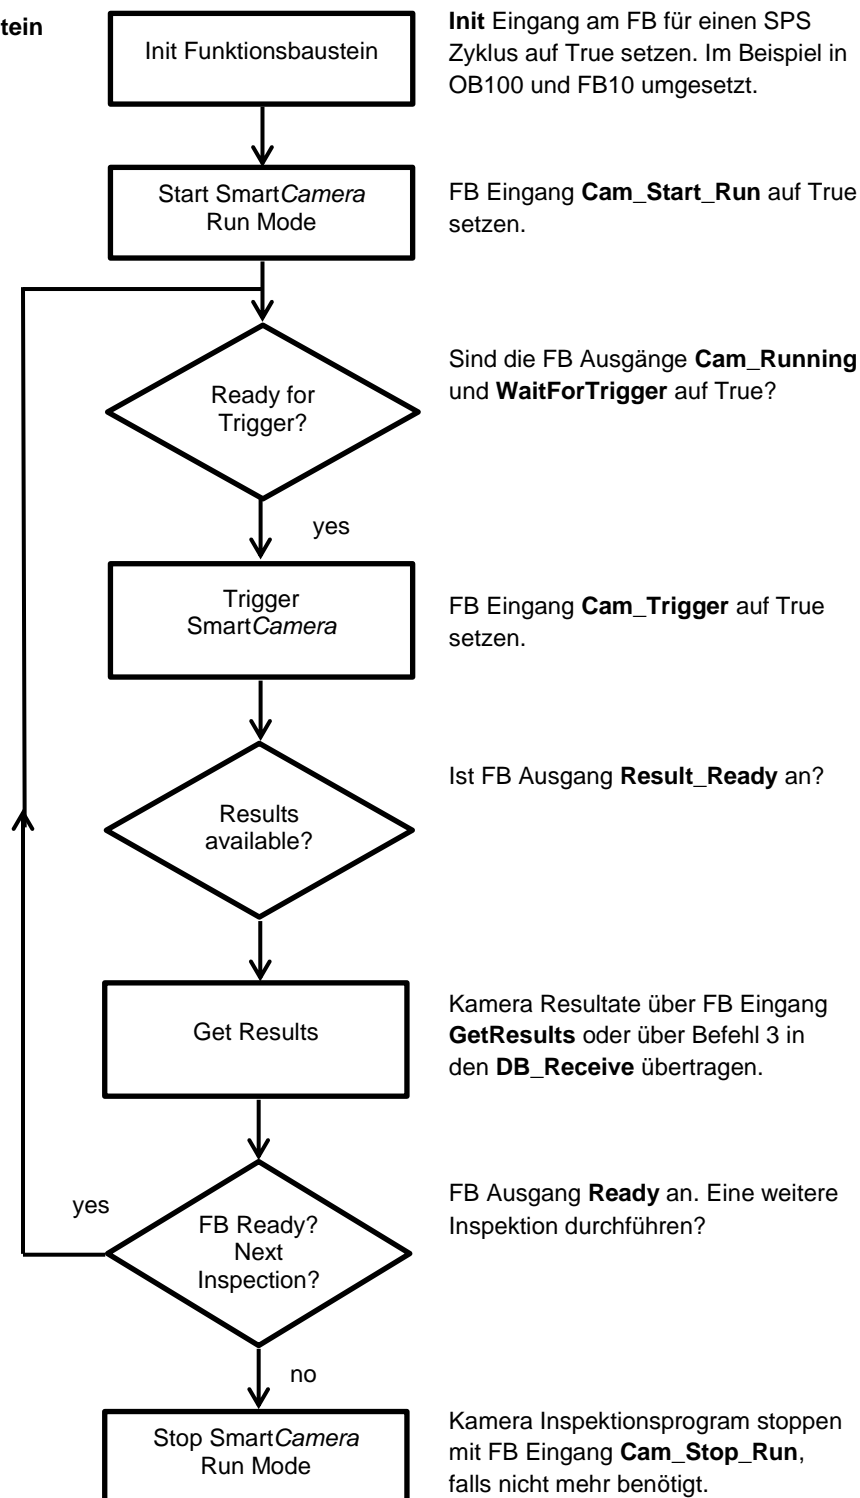 tein
Init Funktionsbaustein
Init Eingang am FB für einen SPS
Zyklus auf True setzen. Im Beispiel in
OB100 und FB10 umgesetzt.
Start SmartCamera
Run Mode
FB Eingang Cam_Start_Run auf True
setzen.
Ready for
Trigger?
Sind die FB Ausgänge Cam_Running
und WaitForTrigger auf True?
yes
Trigger
SmartCamera
FB Eingang Cam_Trigger auf True
setzen.
Results
available?
Ist FB Ausgang Result_Ready an?
Get Results
Kamera Resultate über FB Eingang
GetResults oder über Befehl 3 in
den DB_Receive übertragen.
yes
FB Ready?
Next
Inspection?
FB Ausgang Ready an. Eine weitere
Inspektion durchführen?
no
Stop SmartCamera
Run Mode
Kamera Inspektionsprogram stoppen
mit FB Eingang Cam_Stop_Run,
falls nicht mehr benötigt.